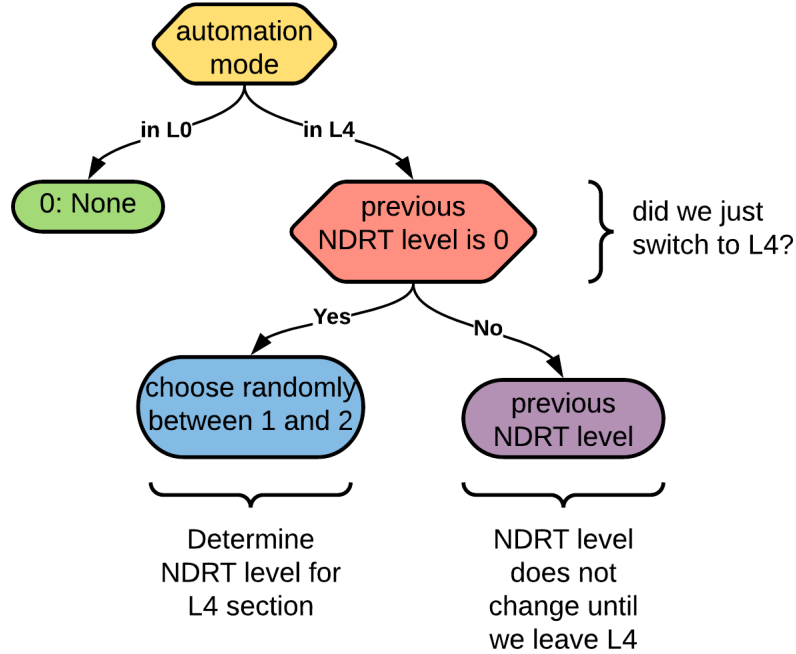 automation
mode
in L0
in L4
0: None
previous
NDRT level is 0
did we just
switch to L4?
Yes
No
choose randomly
between 1 and 2
previous
NDRT level
Determine
NDRT level for
L4 section
NDRT level
does not
change until
we leave L4